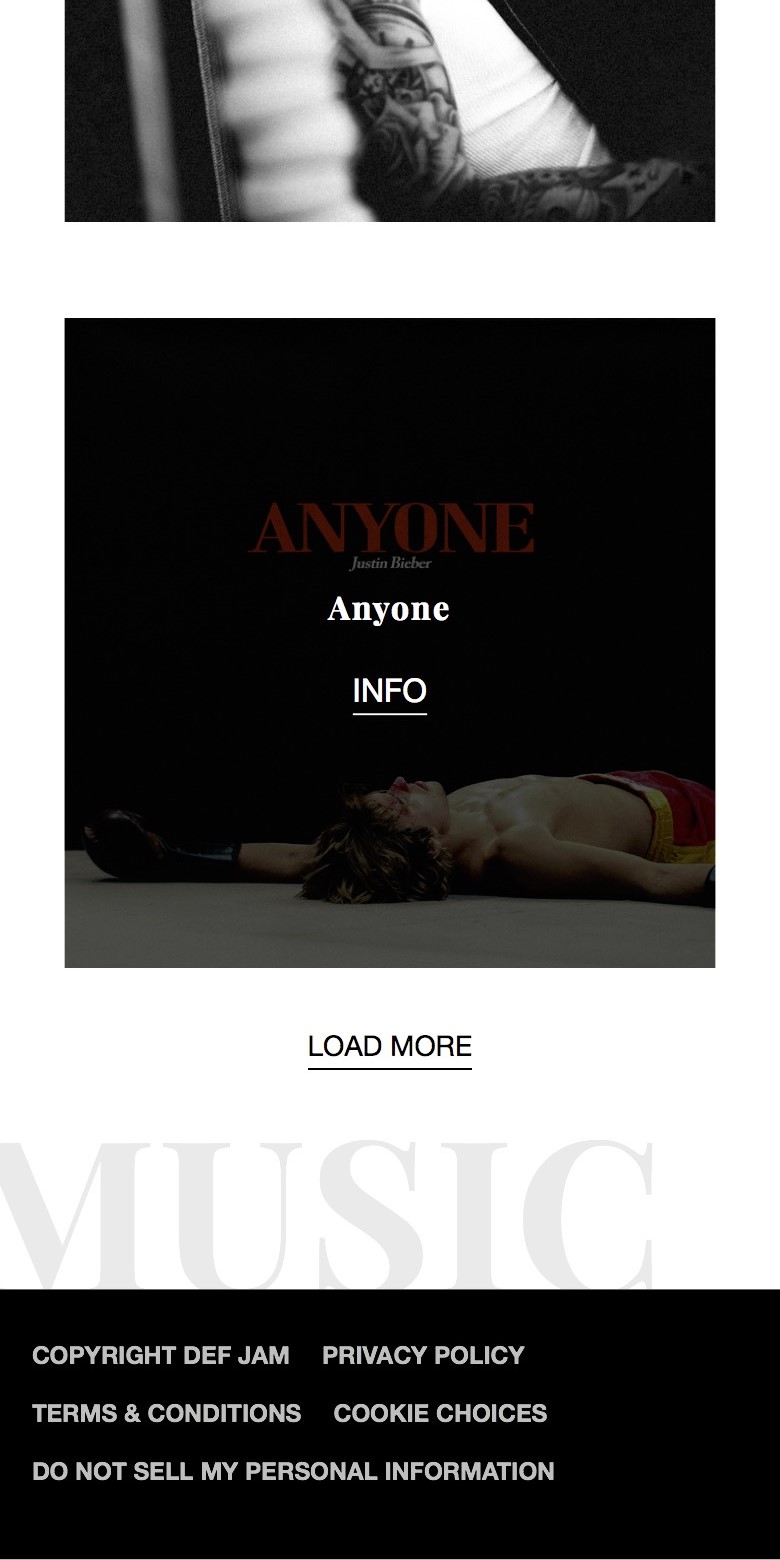 ANYONE
Justin Bieber
Anyone
INFO
LOAD MORE
MUSIC
COPYRIGHT DEF JAM PRIVACY POLICY
TERMS & CONDITIONS COOKIE CHOICES
DO NOT SELL MY PERSONAL INFORMATION